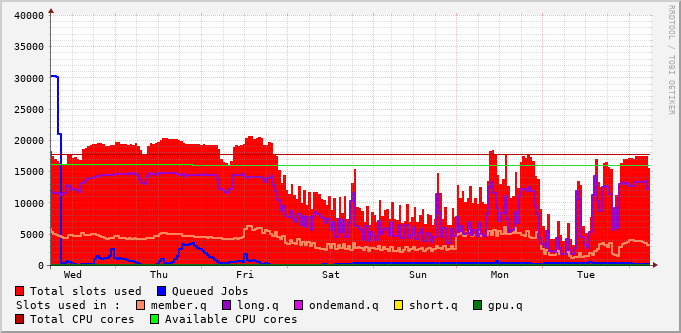 RRDTOOL / TOBI OETIKER
40000
35000
30000
25000
20000
15000
10000
5000
0
Wed Thu Fri Sat Sun Mon Tue
Total slots used Queued Jobs
Slots used in : member.q long.q ondemand.q short.q gpu.q
Total CPU cores Available CPU cores